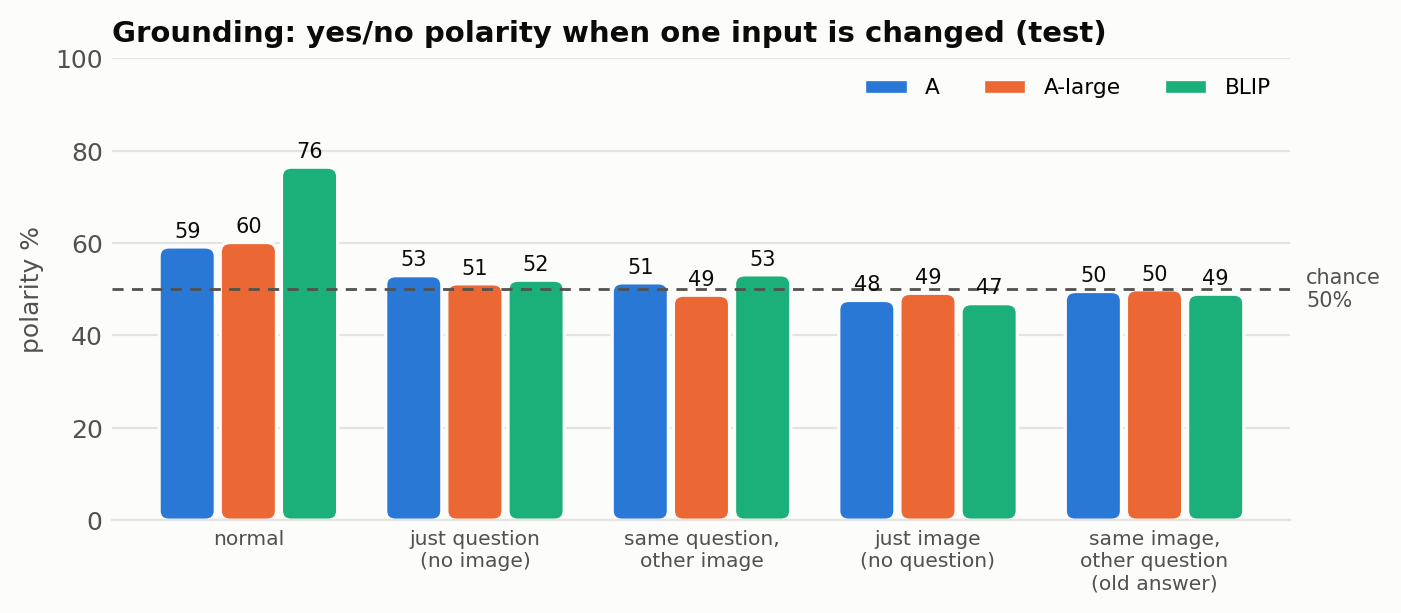 Grounding: yes/no polarity when one input is changed (test)
100
80
60
40
20
0
polarity %
A
A-large
BLIP
59
60
76
53
51
52
51
49
53
48
49
47
50
50
49
chance
50%
normal
just question
(no image)
same question,
other image
just image
(no question)
same image,
other question
(old answer)